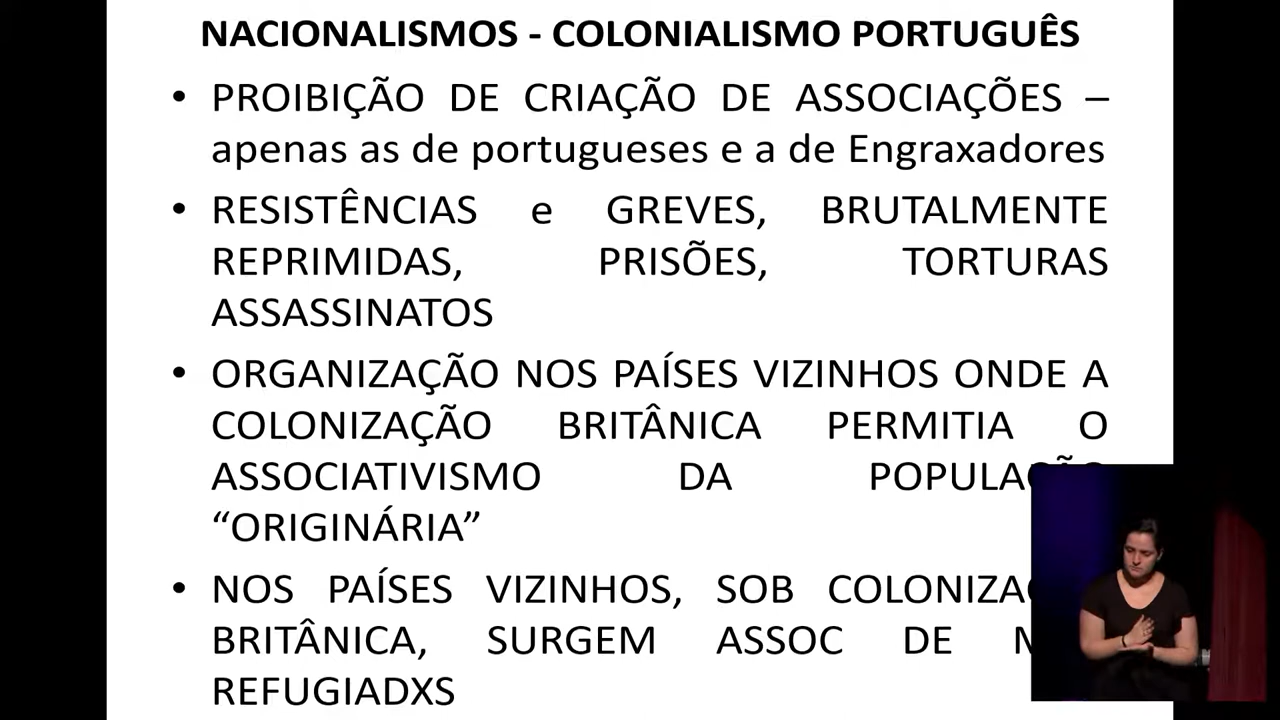 NACIONALISMOS - COLONIALISMO PORTUGUÊS
• PROIBIÇÃO DE CRIAÇÃO DE ASSOCIAÇÕES –
apenas as de portugueses e a de Engraxadores
• RESISTÊNCIAS e GREVES, BRUTALMENTE
REPRIMIDAS, PRISÕES, TORTURAS
ASSASSINATOS
• ORGANIZAÇÃO NOS PAÍSES VIZINHOS ONDE A
COLONIZAÇÃO BRITÂNICA PERMITIA O
ASSOCIATIVISMO DA POPULAÇÃO
“ORIGINÁRIA”
• NOS PAÍSES VIZINHOS, SOB
BRITÂNICA, SURGEM ASSOC DE
REFUGIADXS